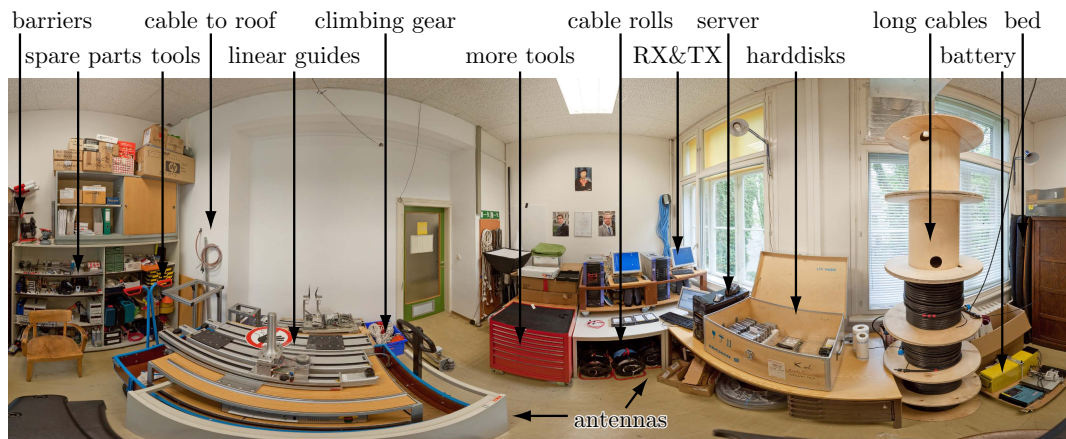 barriers cable to roof climbing gear cable rolls server long cables bed
spare parts tools linear guides more tools RX&TX harddisks battery
antennas